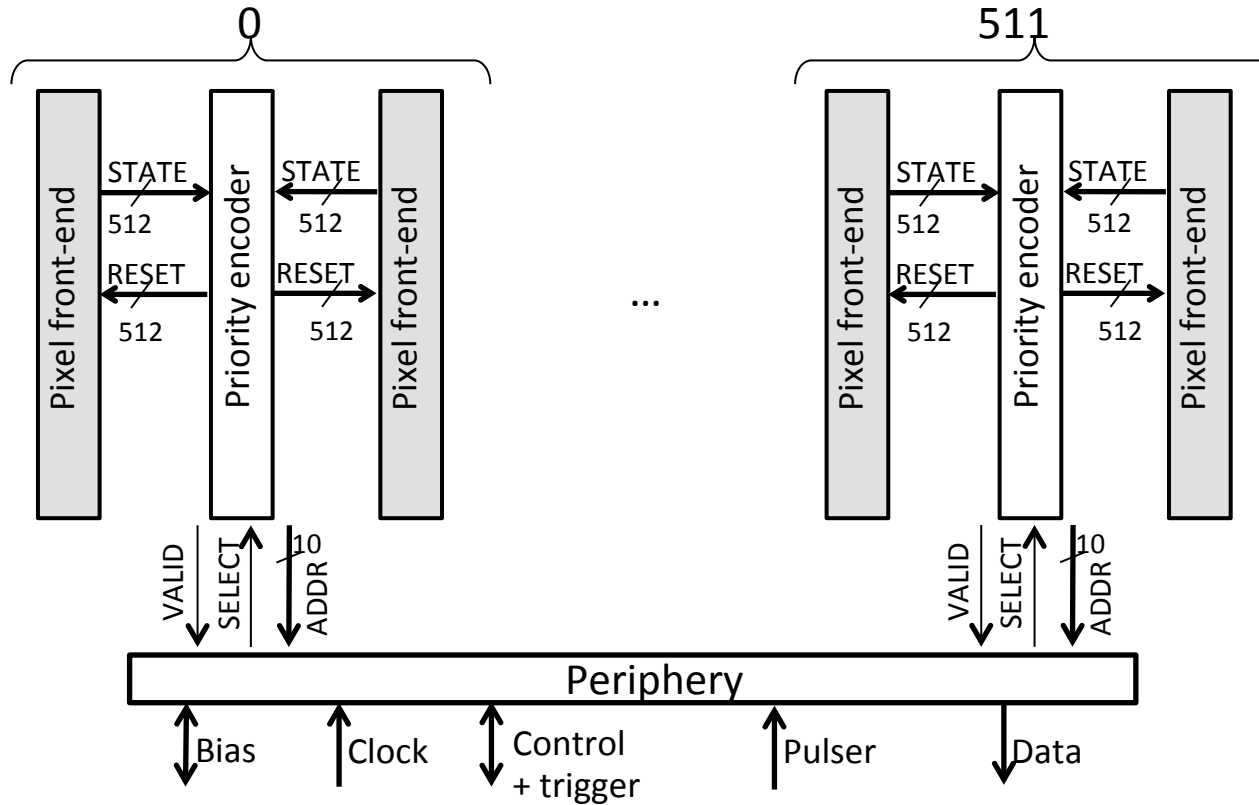 0
511
Pixel front-end
STATE
512
RESET
512
Priority encoder
STATE
512
RESET
512
Pixel front-end
...
Pixel front-end
STATE
512
RESET
512
Priority encoder
STATE
512
RESET
512
Pixel front-end
VALID
SELECT
10
ADDR
VALID
SELECT
10
ADDR
Periphery
Bias
Clock
Control
+ trigger
Pulser
Data